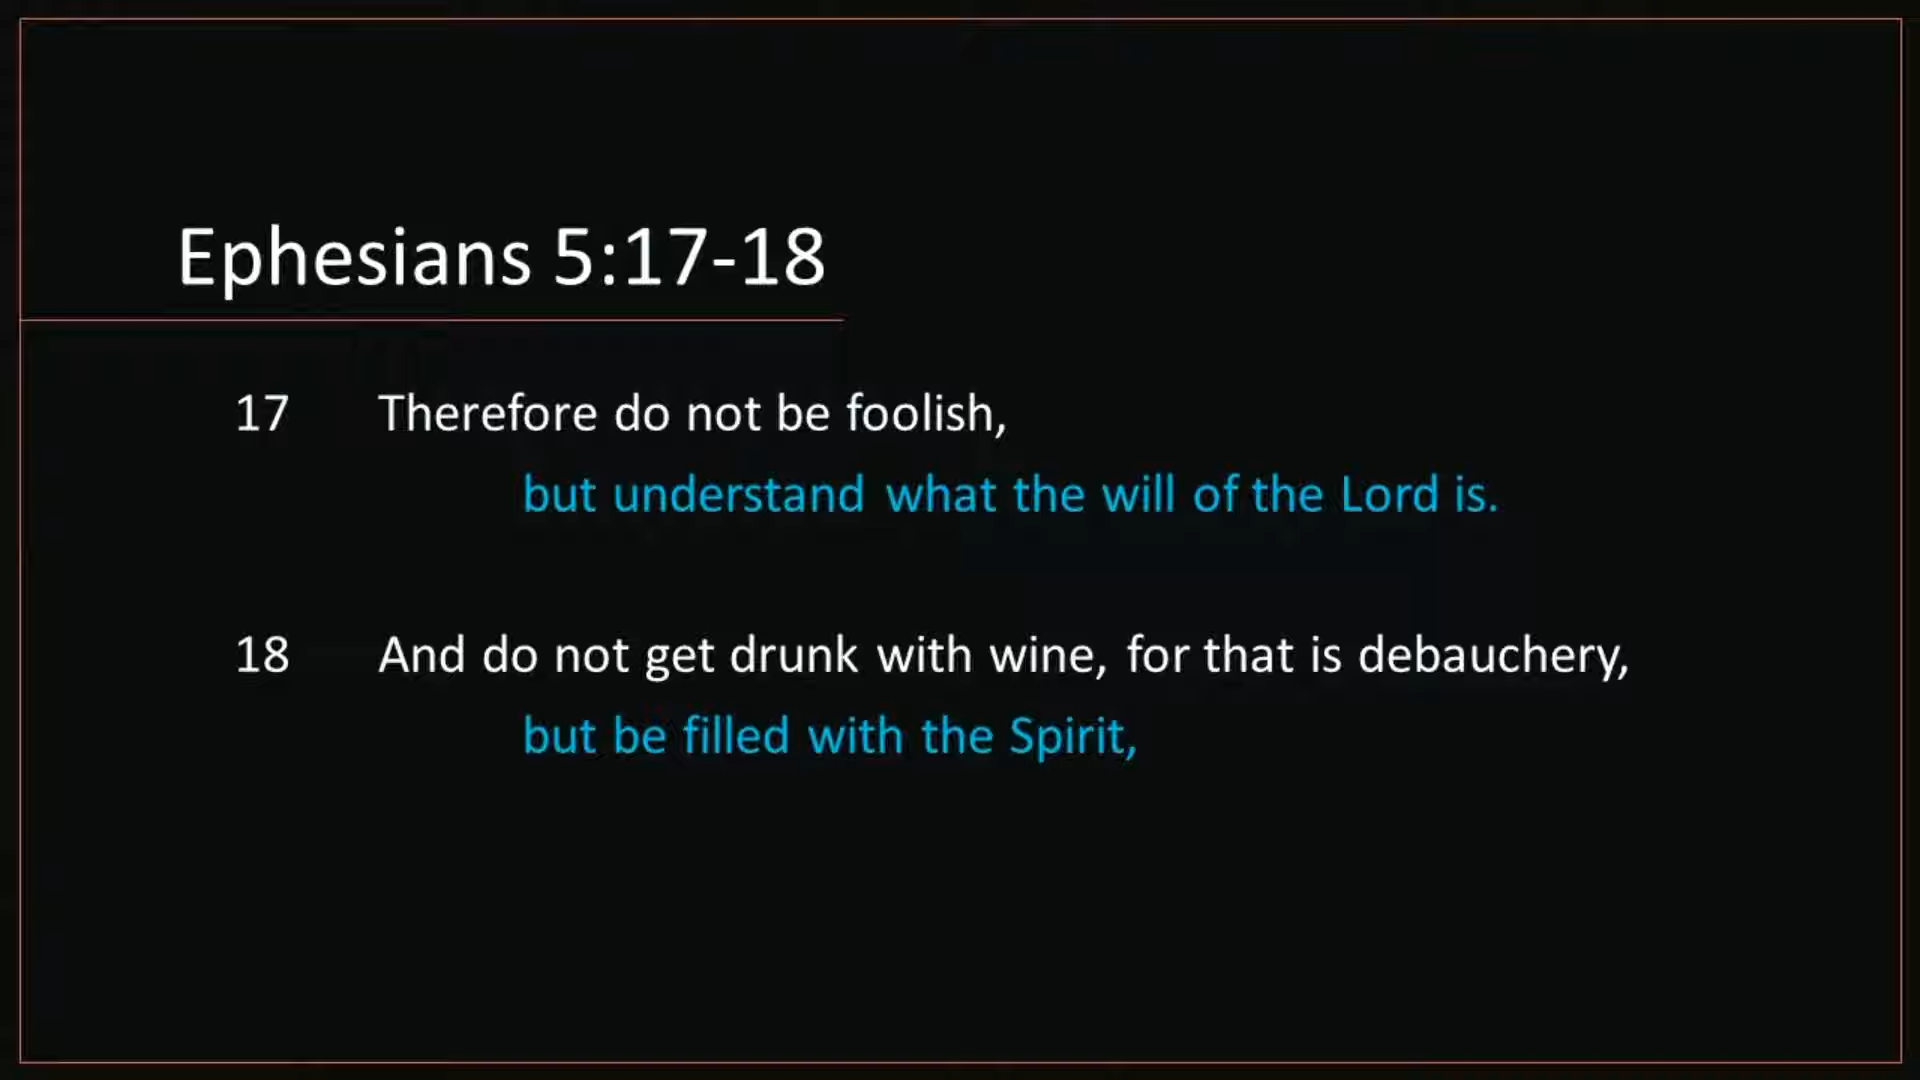 Ephesians 5:17-18
17 Therefore do not be foolish,
but understand what the will of the Lord is.
18 And do not get drunk with wine, for that is debauchery,
but be filled with the Spirit,